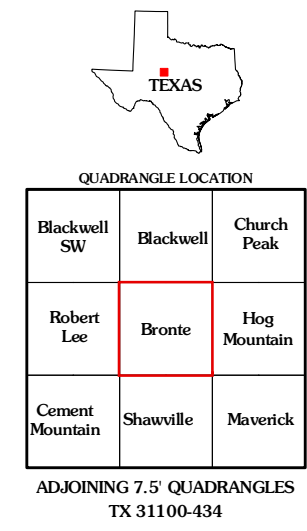 TEXAS
QUADRANGLE LOCATION
Blackwell
SW
Blackwell
Church
Peak
Robert
Lee
Bronte
Hog
Mountain
Cement
Mountain
Shawville
Maverick
ADJOINING 7.5' QUADRANGLES
TX 31100-434